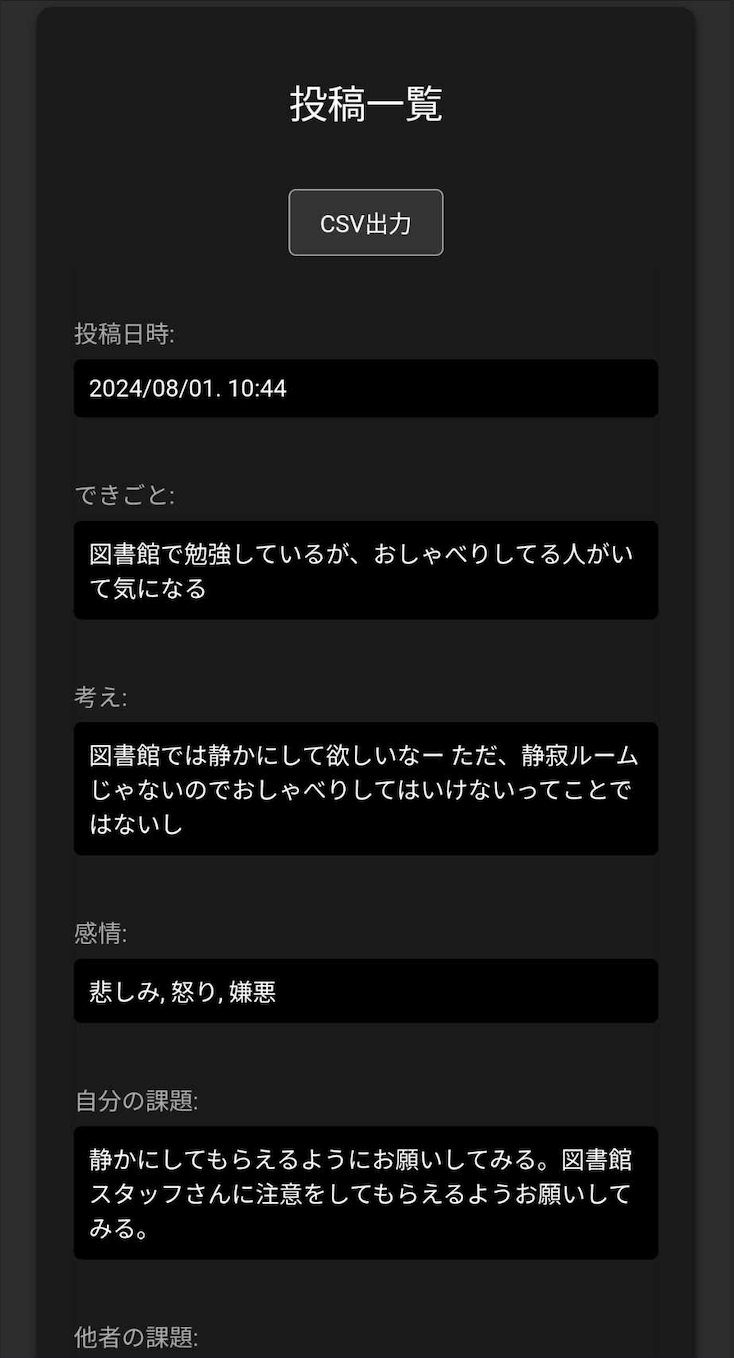 投稿一覧
CSV出力
投稿日時:
2024/08/01. 10:44
できごと:
図書館で勉強しているが、おしゃべりしてる人がい
て気になる
考え:
図書館では静かにして欲しいなー ただ、静寂ルーム
じゃないのでおしゃべりしてはいけないってことで
はないし
感情:
悲しみ, 怒り, 嫌悪
自分の課題:
静かにしてもらえるようにお願いしてみる。図書館
スタッフさんに注意をしてもらえるようお願いして
みる。
他者の課題: